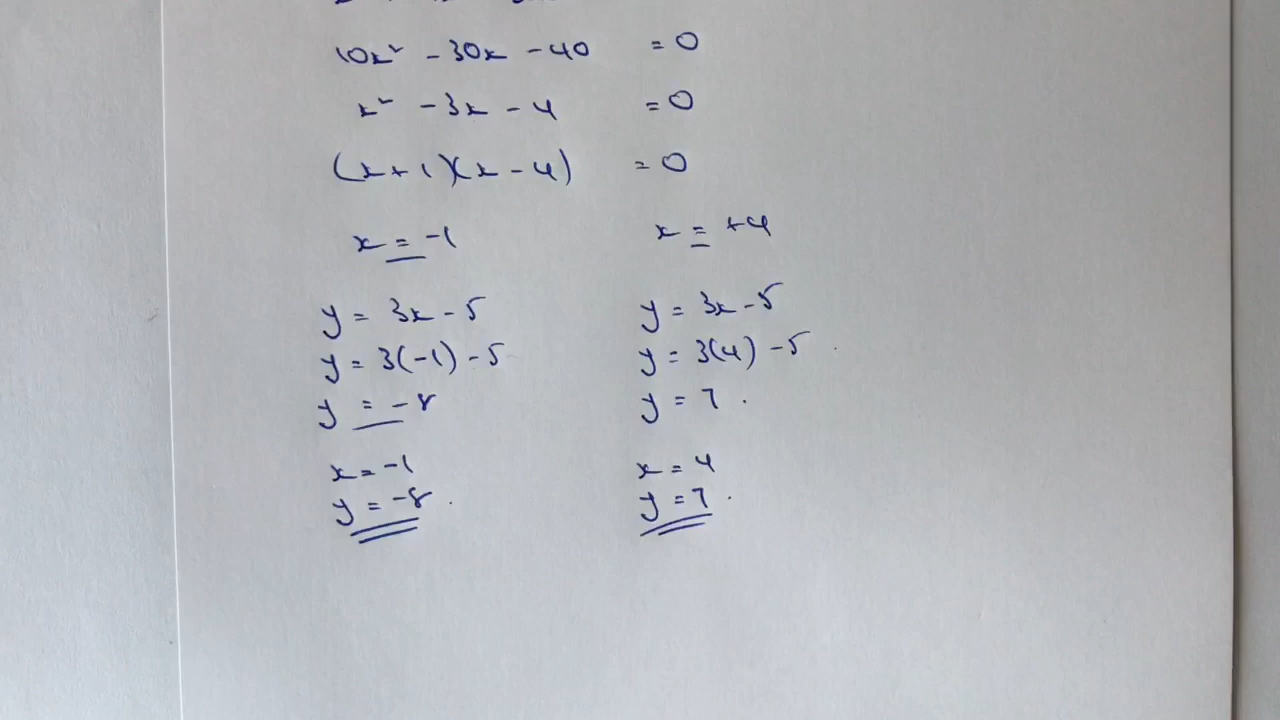 10x² - 30x - 40 = 0
x² - 3x - 4 = 0
(x+1)(x-4) = 0
x = -1
x = +4
y = 3x - 5
y = 3x - 5
y = 3(-1) - 5
y = 3(4) - 5
y = -8
y = 7.
x = -1
x = 4
y = -8.
y = 7.